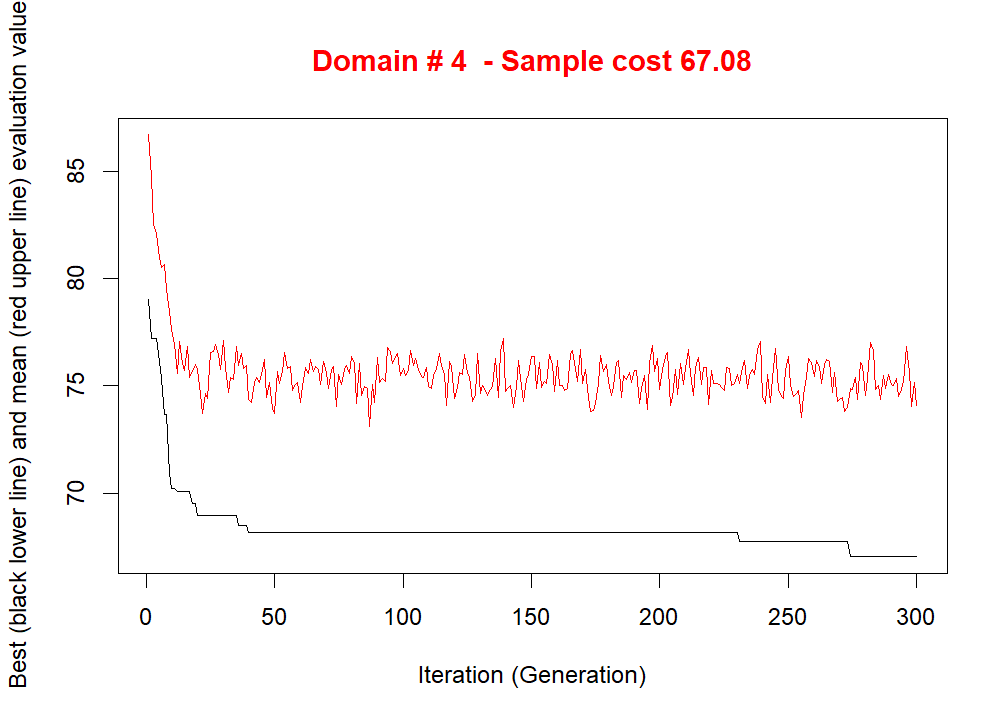 Domain # 4  - Sample cost 67.08
Best (black lower line) and mean (red upper line) evaluation value
85
80
75
70
0 50 100 150 200 250 300
Iteration (Generation)